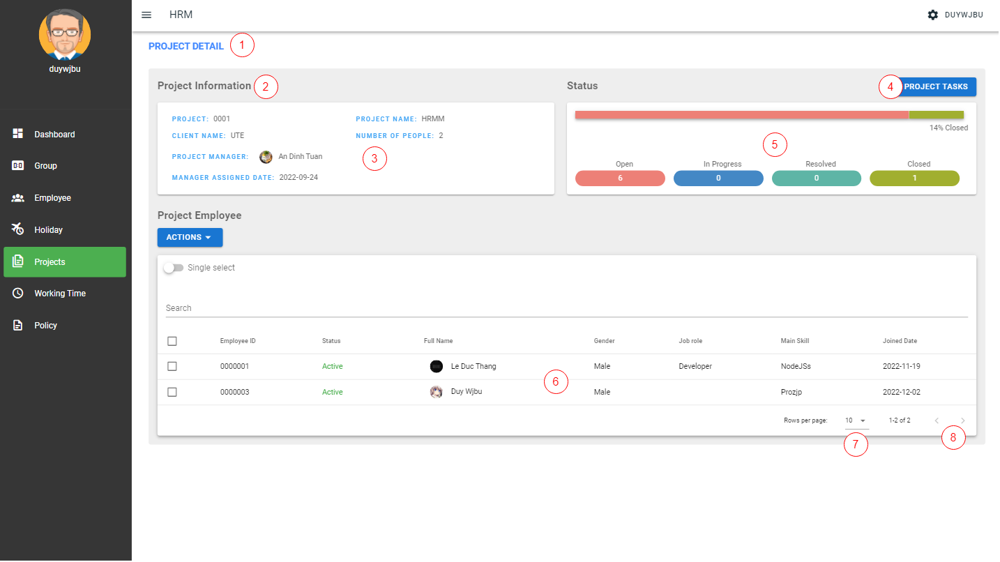 duywjbu
Dashboard
Group
Employee
Holiday
Projects
Working Time
Policy
HRM
DUYWJBU
PROJECT DETAIL 1
Project Information 2
PROJECT: 0001 PROJECT NAME: HRMM
CLIENT NAME: UTE NUMBER OF PEOPLE: 2
PROJECT MANAGER: An Dinh Tuan 3
MANAGER ASSIGNED DATE: 2022-09-24
Status 4 PROJECT TASKS
14% Closed
5
Open In Progress Resolved Closed
6 0 0 1
Project Employee
ACTIONS
Single select
Search
Employee ID Status Full Name Gender Job role Main Skill Joined Date
0000001 Active Le Duc Thang Male Developer NodeJSs 2022-11-19
6
0000003 Active Duy Wjbu Male Prozjp 2022-12-02
Rows per page: 10 1-2 of 2
7 8